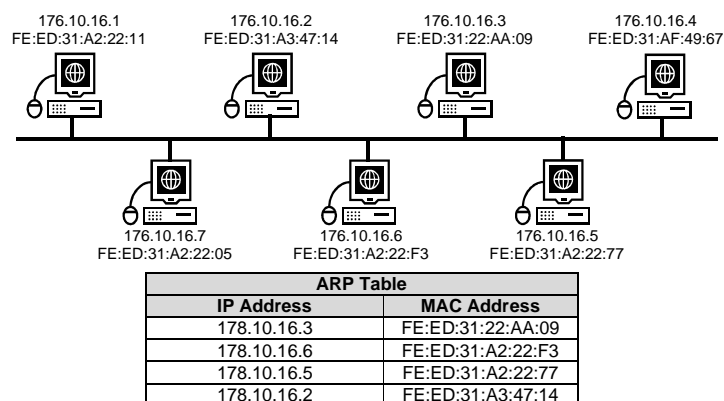 176.10.16.1
FE:ED:31:A2:22:11
176.10.16.2
FE:ED:31:A3:47:14
176.10.16.3
FE:ED:31:22:AA:09
176.10.16.4
FE:ED:31:AF:49:67
176.10.16.7
FE:ED:31:A2:22:05
176.10.16.6
FE:ED:31:A2:22:F3
176.10.16.5
FE:ED:31:A2:22:77
ARP Table
IP Address MAC Address
178.10.16.3 FE:ED:31:22:AA:09
178.10.16.6 FE:ED:31:A2:22:F3
178.10.16.5 FE:ED:31:A2:22:77
178.10.16.2 FE:ED:31:A3:47:14